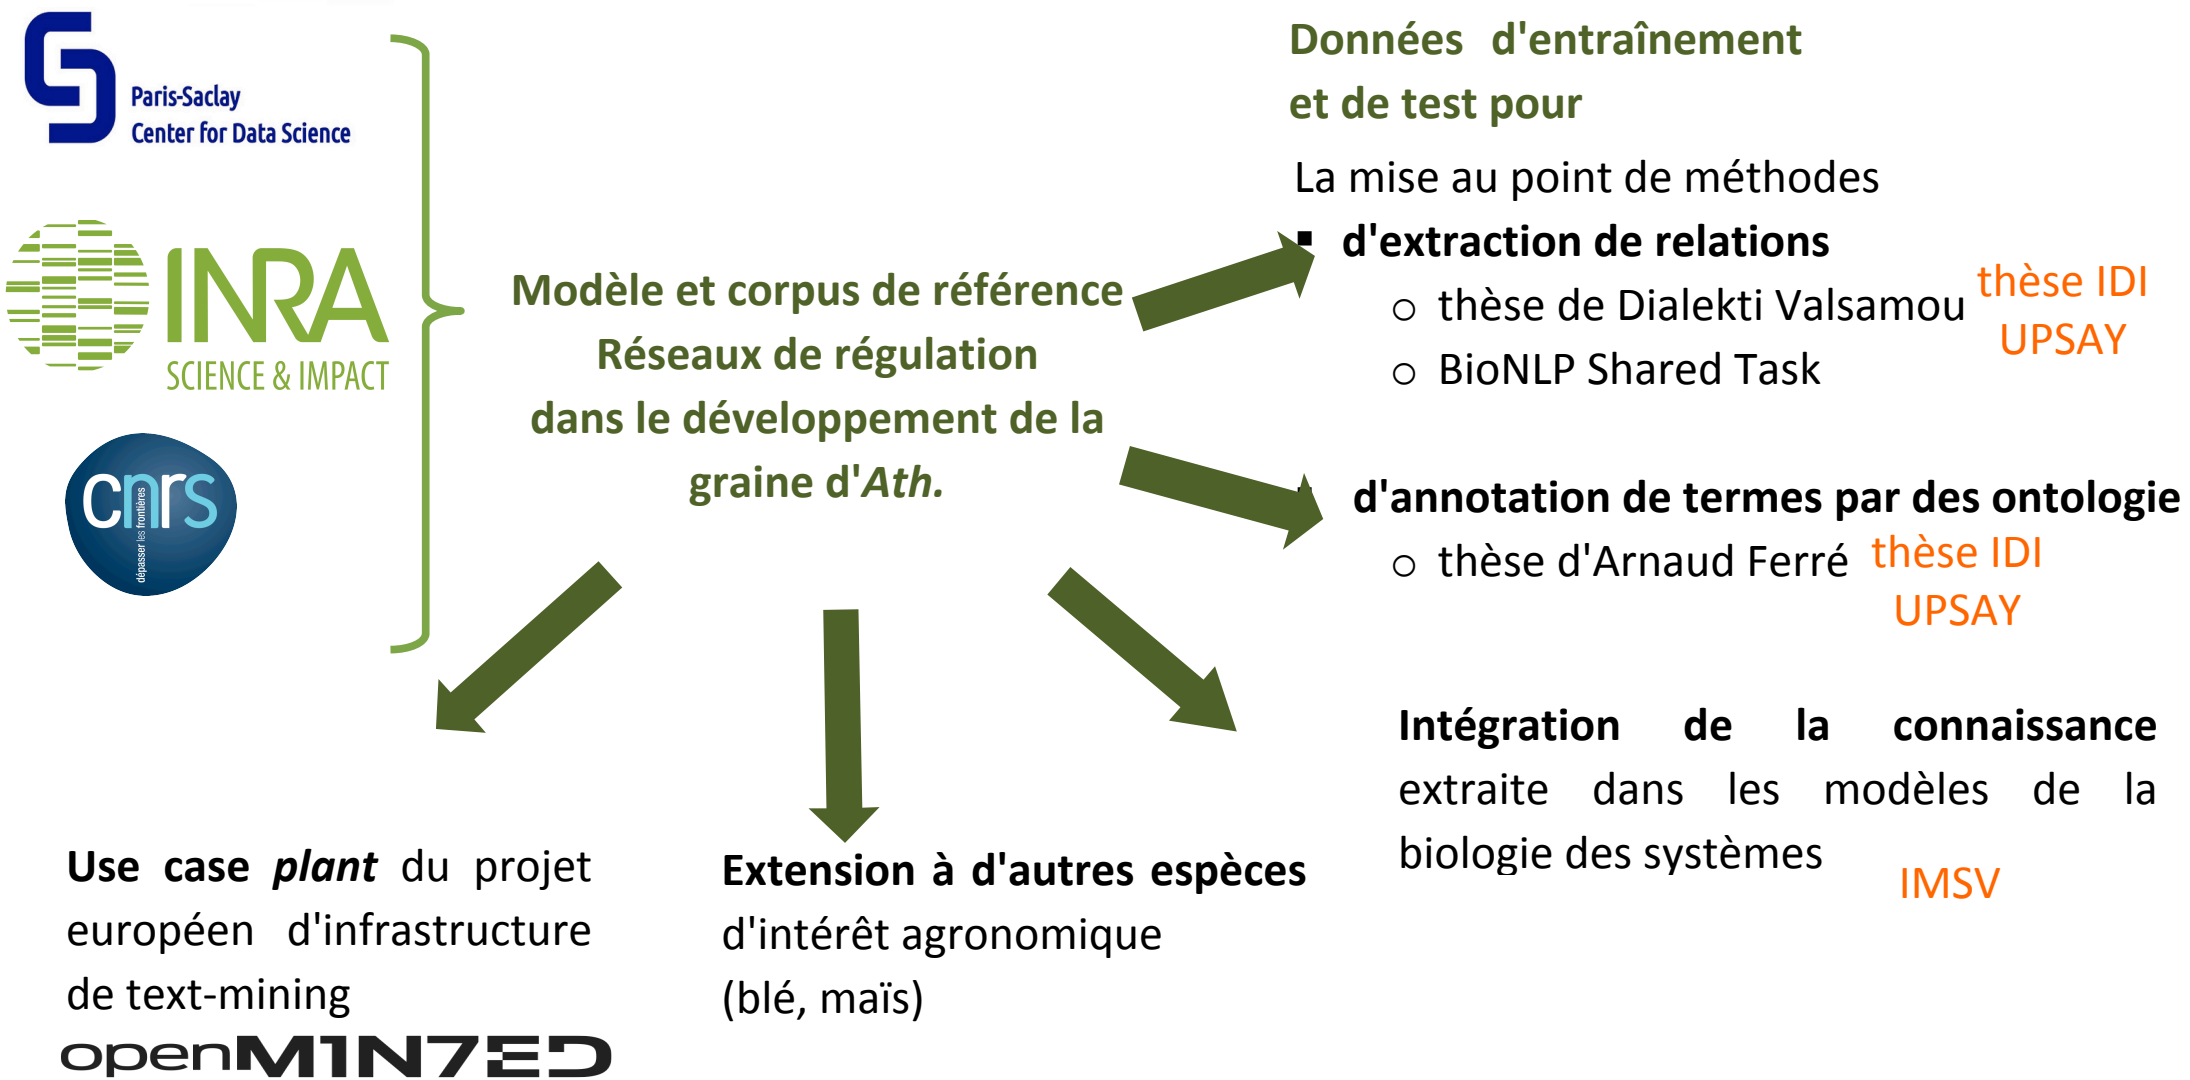 Paris-Saclay
Center for Data Science
INRA
SCIENCE & IMPACT
cnrs
dépasser les frontières
Modèle et corpus de référence
Réseaux de régulation
dans le développement de la
graine d'Ath.
Données d'entraînement
et de test pour
La mise au point de méthodes
▪ d'extraction de relations
o thèse de Dialekti Valsamou
thèse IDI
UPSAY
o BioNLP Shared Task
d'annotation de termes par des ontologie
o thèse d'Arnaud Ferré
thèse IDI
UPSAY
Intégration de la connaissance
extraite dans les modèles de la
biologie des systèmes
IMSV
Use case plant du projet
européen d'infrastructure
de text-mining
openM1N7ED
Extension à d'autres espèces
d'intérêt agronomique
(blé, maïs)